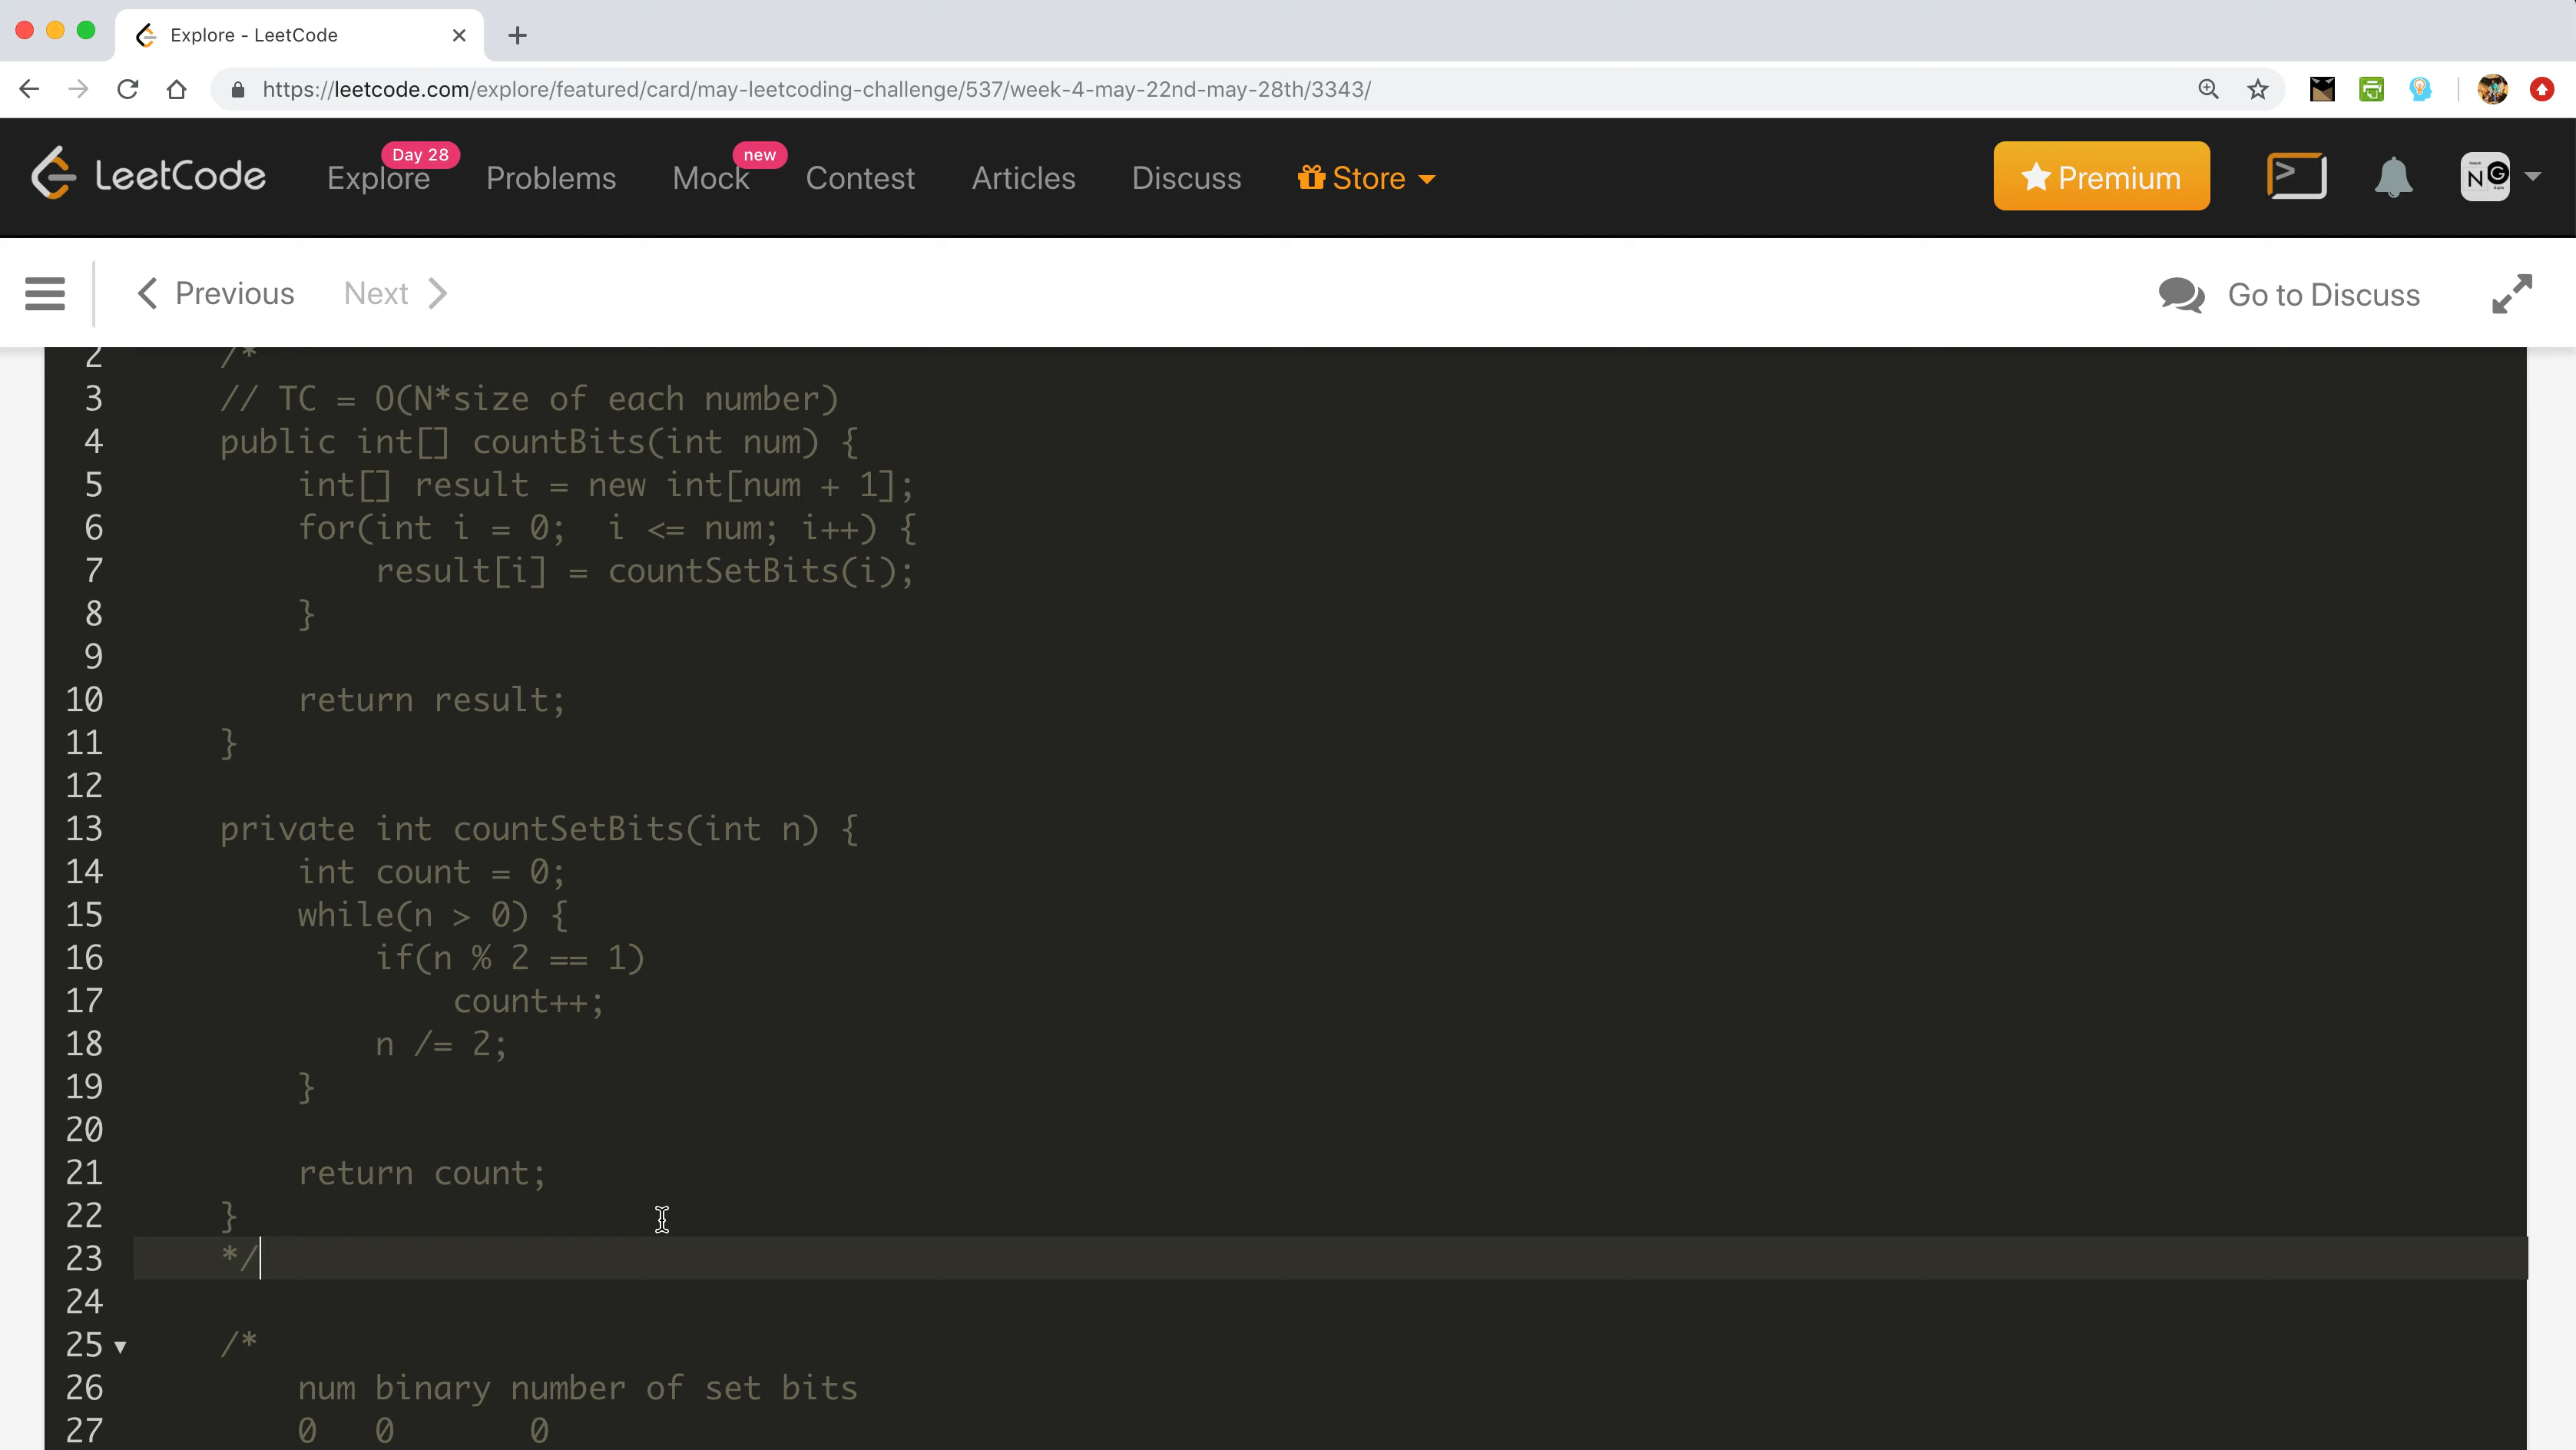 Explore - LeetCode
https://leetcode.com/explore/featured/card/may-leetcoding-challenge/537/week-4-may-22nd-may-28th/3343/
LeetCode Explore Day 28 Problems Mock new Contest Articles Discuss Store Premium
Previous Next Go to Discuss
2 /*
3 // TC = O(N*size of each number)
4 public int[] countBits(int num) {
5 int[] result = new int[num + 1];
6 for(int i = 0; i <= num; i++) {
7 result[i] = countSetBits(i);
8 }
9
10 return result;
11 }
12
13 private int countSetBits(int n) {
14 int count = 0;
15 while(n > 0) {
16 if(n % 2 == 1)
17 count++;
18 n /= 2;
19 }
20
21 return count;
22 }
23 */
24
25 /*
26 num binary number of set bits
27 0 0 0